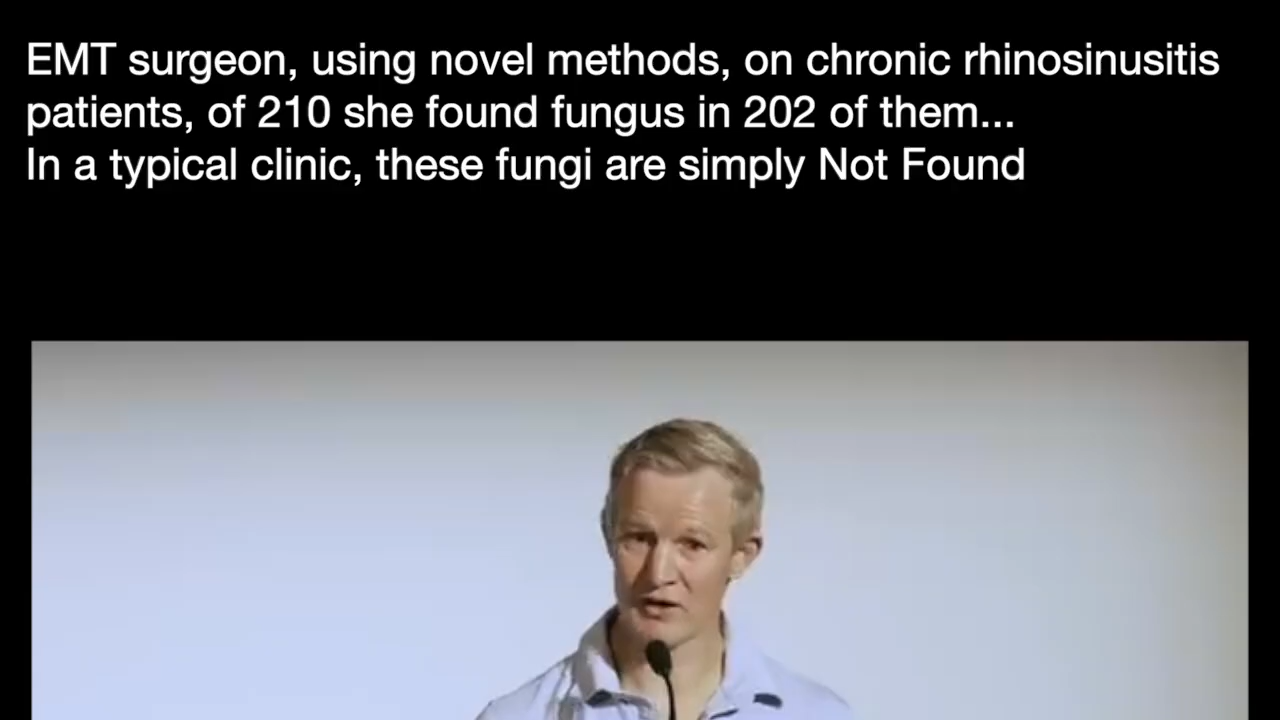 EMT surgeon, using novel methods, on chronic rhinosinusitis
patients, of 210 she found fungus in 202 of them...
In a typical clinic, these fungi are simply Not Found